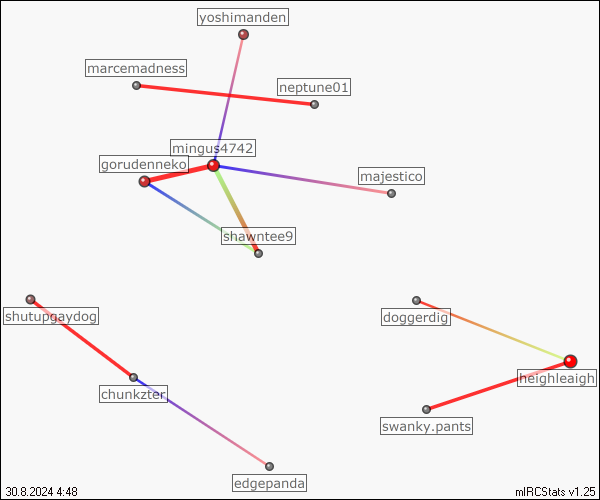 yoshimanden
marcemadness
neptune01
mingus4742
gorudenneko
majestico
shawntee9
shutupgaydog
doggerdig
heighleaigh
chunkzter
swanky.pants
edgepanda
30.8.2024 4:48
mIRCStats v1.25